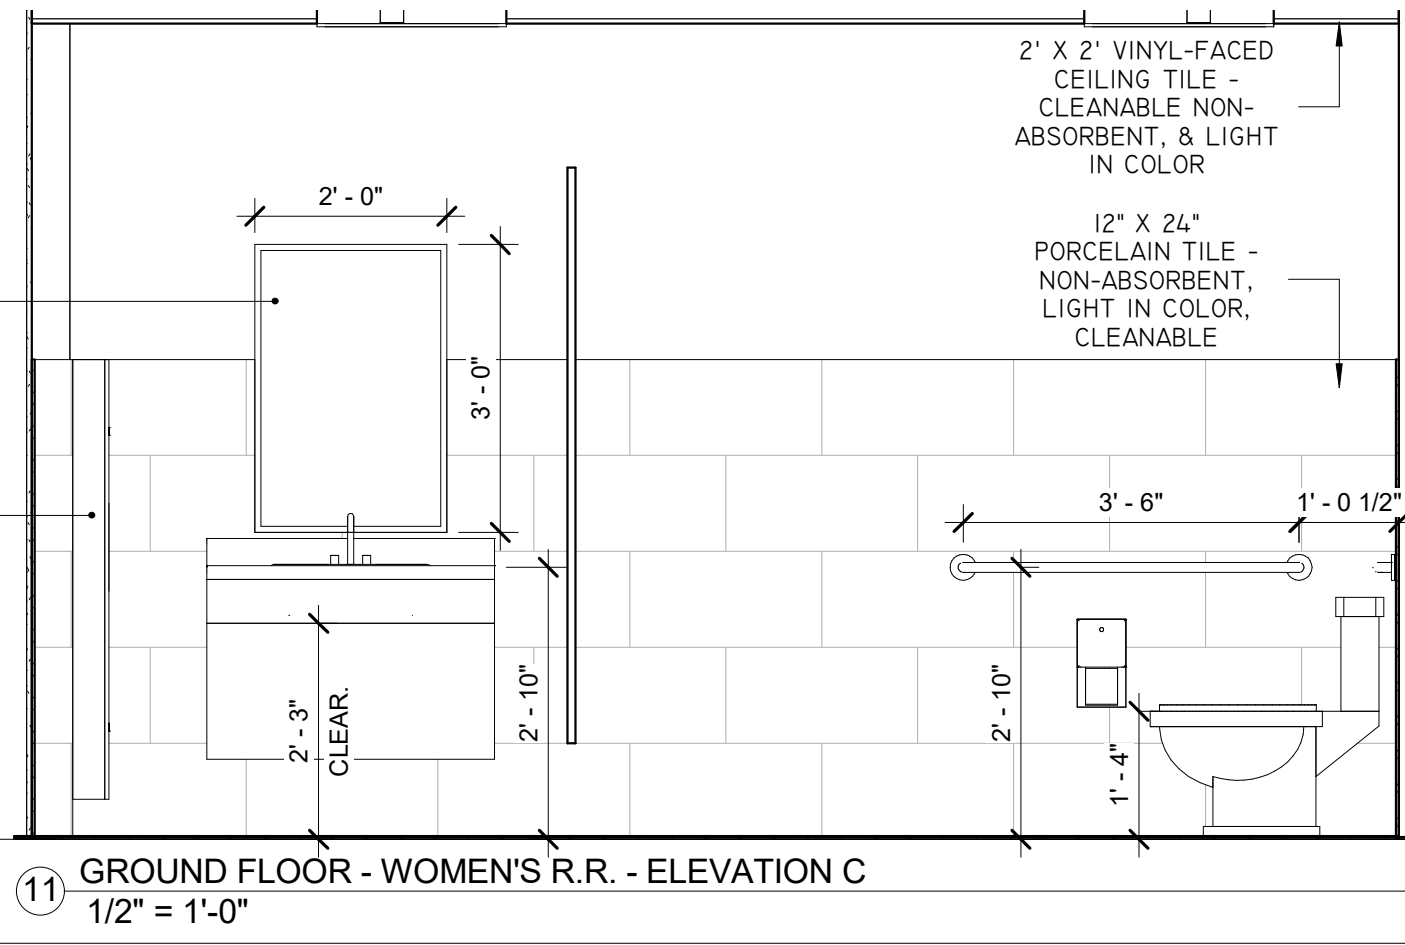 2' X 2' VINYL-FACED
CEILING TILE -
CLEANABLE NON-
ABSORBENT, & LIGHT
IN COLOR
2' - 0"
12" X 24"
PORCELAIN TILE -
NON-ABSORBENT,
LIGHT IN COLOR,
CLEANABLE
3' - 0"
3' - 6"
1' - 0 1/2"
2' - 3"
CLEAR.
2' - 10"
2' - 10"
1' - 4"
11
GROUND FLOOR - WOMEN'S R.R. - ELEVATION C
1/2" = 1'-0"